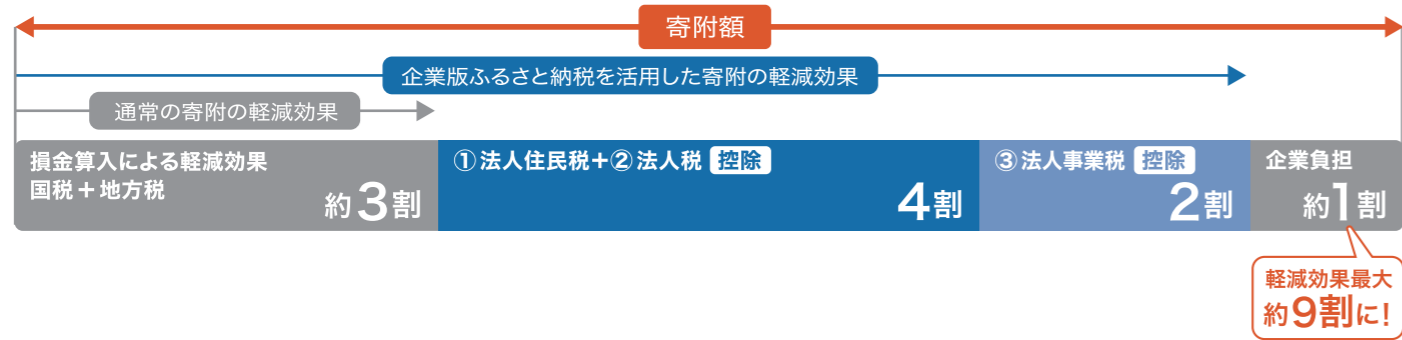 寄附額
企業版ふるさと納税を活用した寄附の軽減効果
通常の寄附の軽減効果
損金算入による軽減効果
国税+地方税
約3割
①法人住民税+②法人税 控除
4割
③法人事業税 控除
2割
企業負担
約1割
軽減効果最大
約9割に!